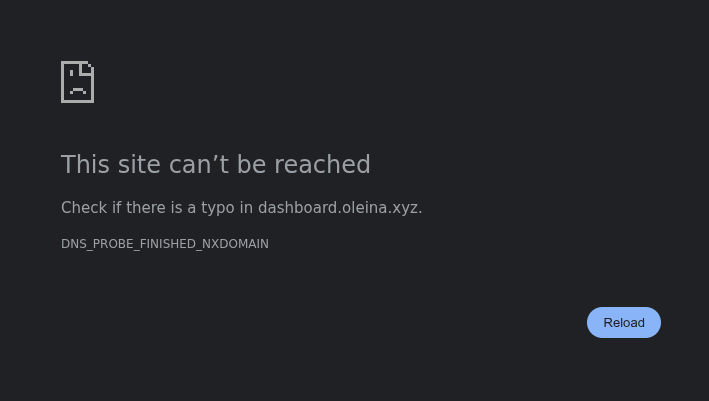 This site can’t be reached
Check if there is a typo in dashboard.oleina.xyz.
DNS_PROBE_FINISHED_NXDOMAIN
Reload